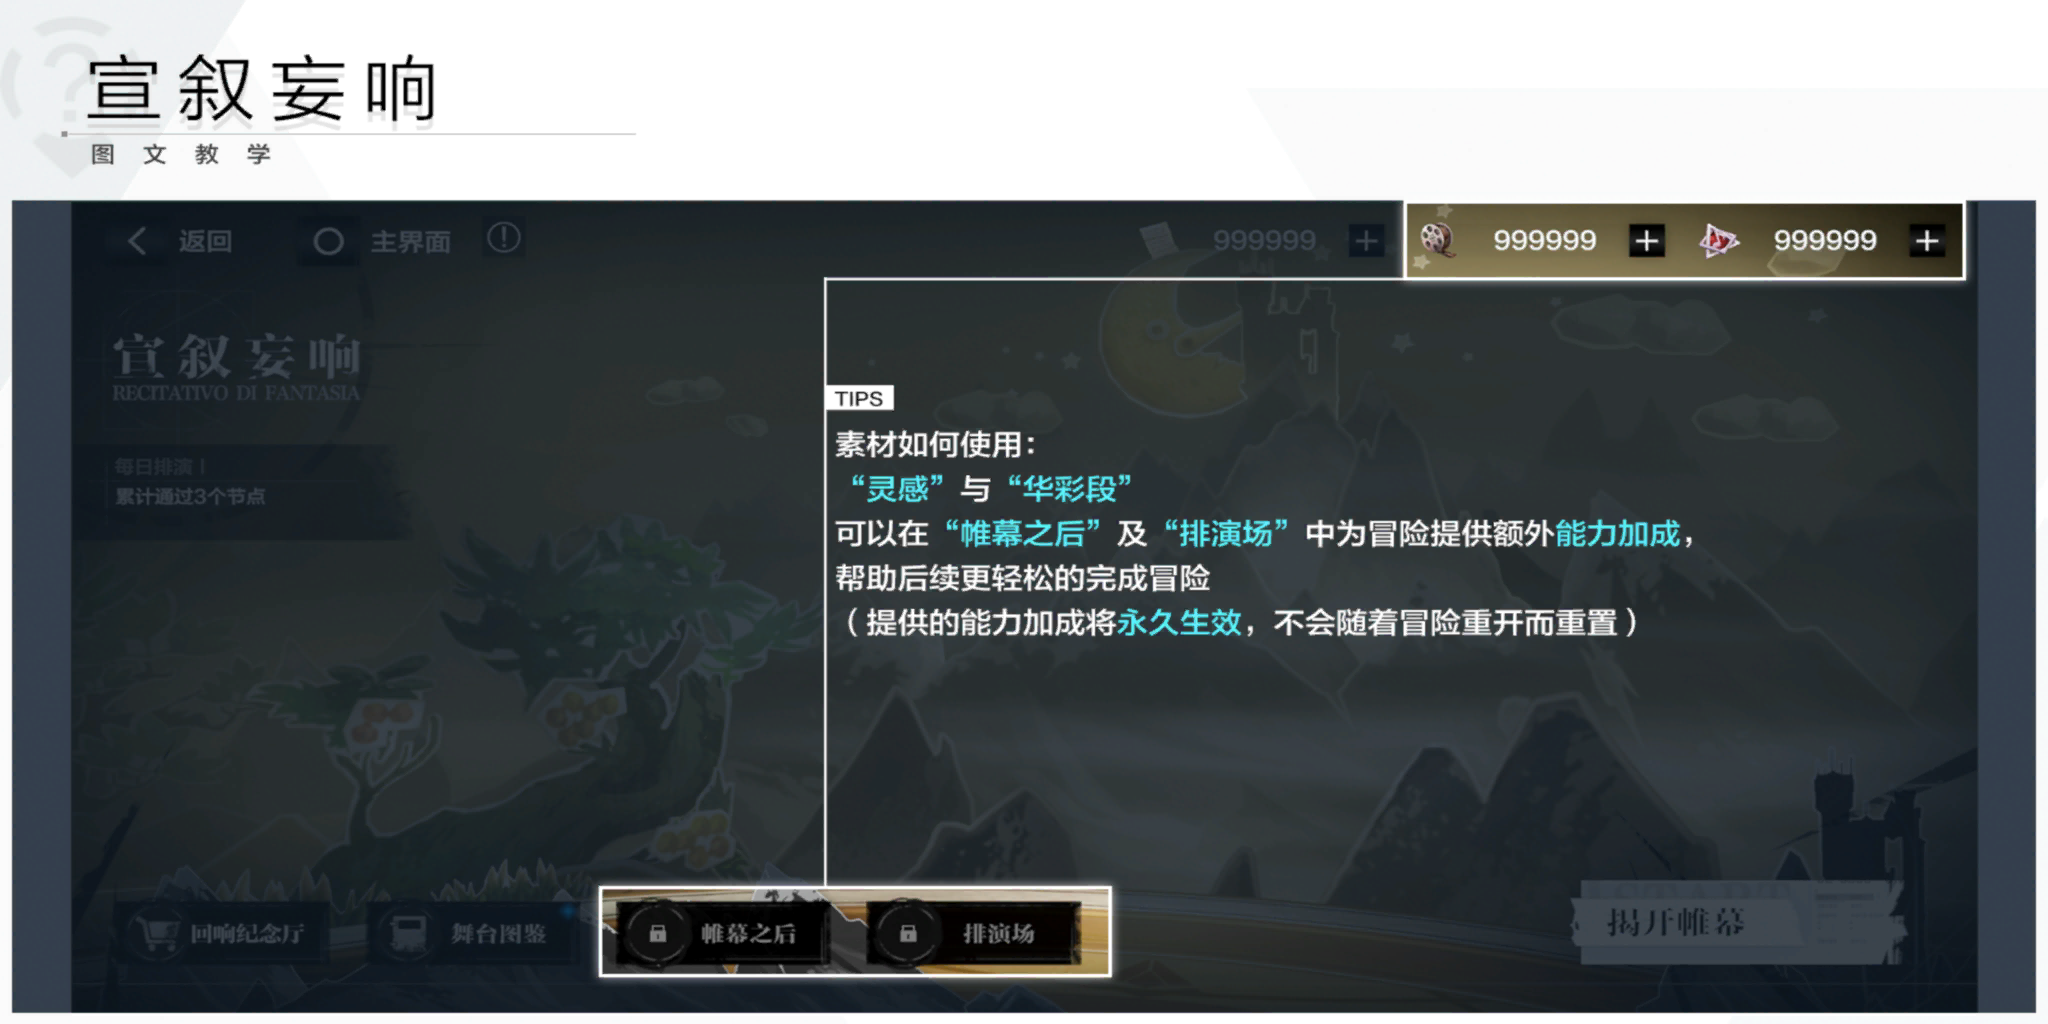 宣叙妄响
图文教学
返回
主界面
999999
999999
999999
宣叙妄响
RECITATIVO DI FANTASIA
每日排演 I
累计通过3个节点
TIPS
素材如何使用：
“灵感”与“华彩段”
可以在“帷幕之后”及“排演场”中为冒险提供额外能力加成，
帮助后续更轻松的完成冒险
（提供的能力加成将永久生效，不会随着冒险重开而重置）
回响纪念厅
舞台图鉴
帷幕之后
排演场
揭开帷幕